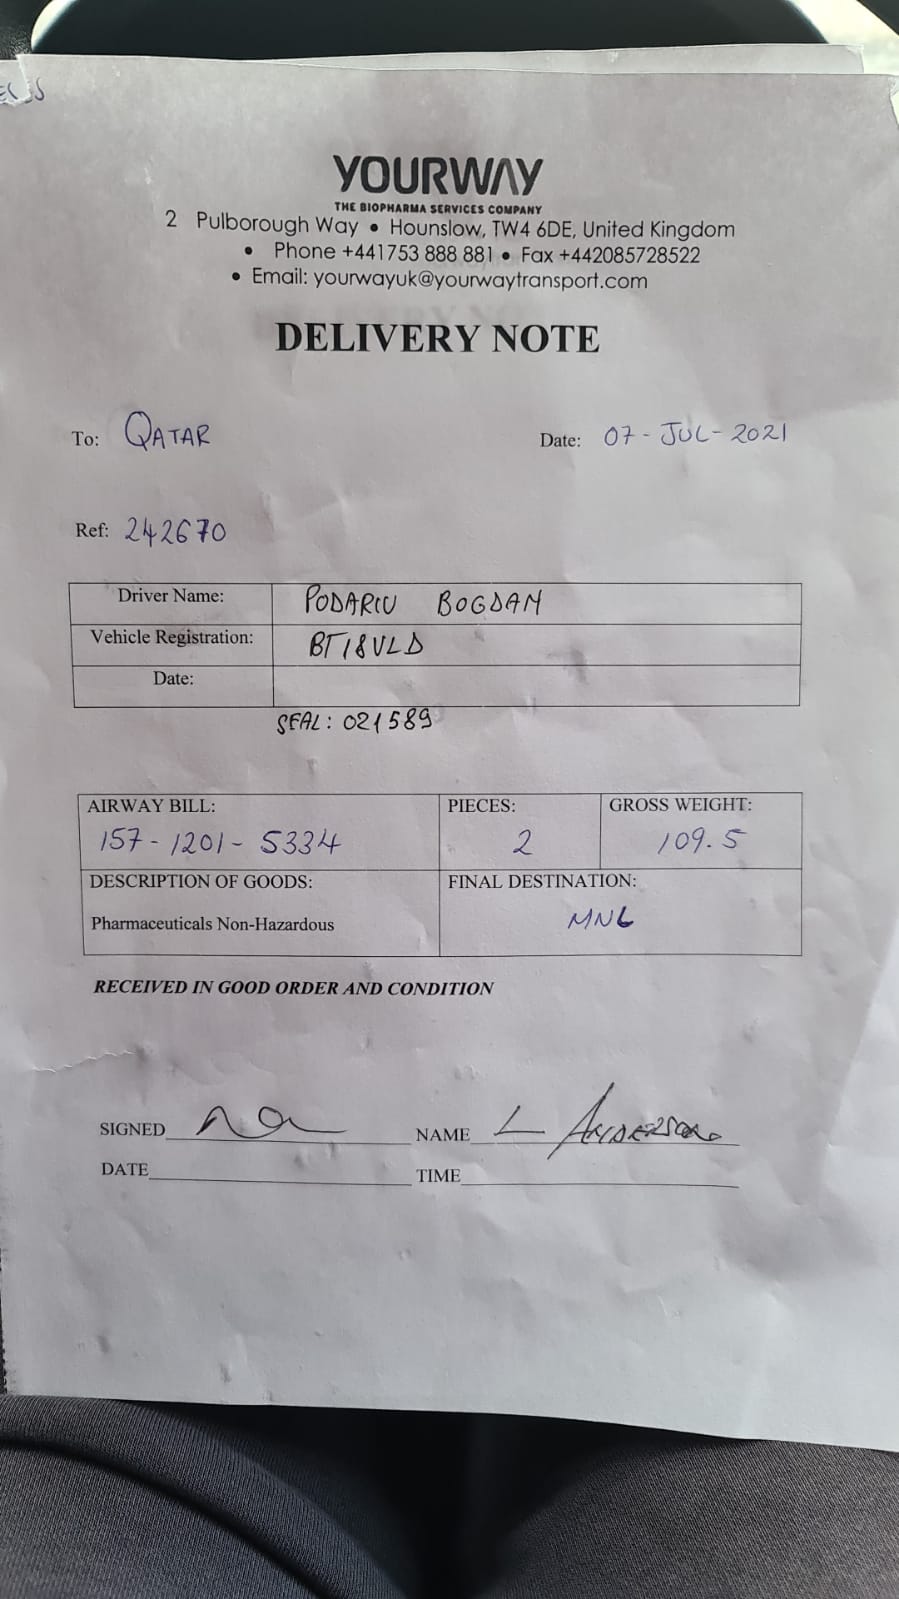 YOURWAY
THE BIOPHARMA SERVICES COMPANY
2 Pulborough Way • Hounslow, TW4 6DE, United Kingdom
• Phone +441753 888 881 • Fax +442085728522
• Email: yourwayuk@yourwaytransport.com
DELIVERY NOTE
To: QATAR Date: 07-JUL-2021
Ref: 242670
Driver Name: PODARIU BOGDAN
Vehicle Registration: BT18VLD
Date:
SEAL: 021589
AIRWAY BILL: PIECES: GROSS WEIGHT:
157-1201-5334 2 109.5
DESCRIPTION OF GOODS: FINAL DESTINATION:
Pharmaceuticals Non-Hazardous MNL
RECEIVED IN GOOD ORDER AND CONDITION
SIGNED NAME L ANDERSON
DATE TIME